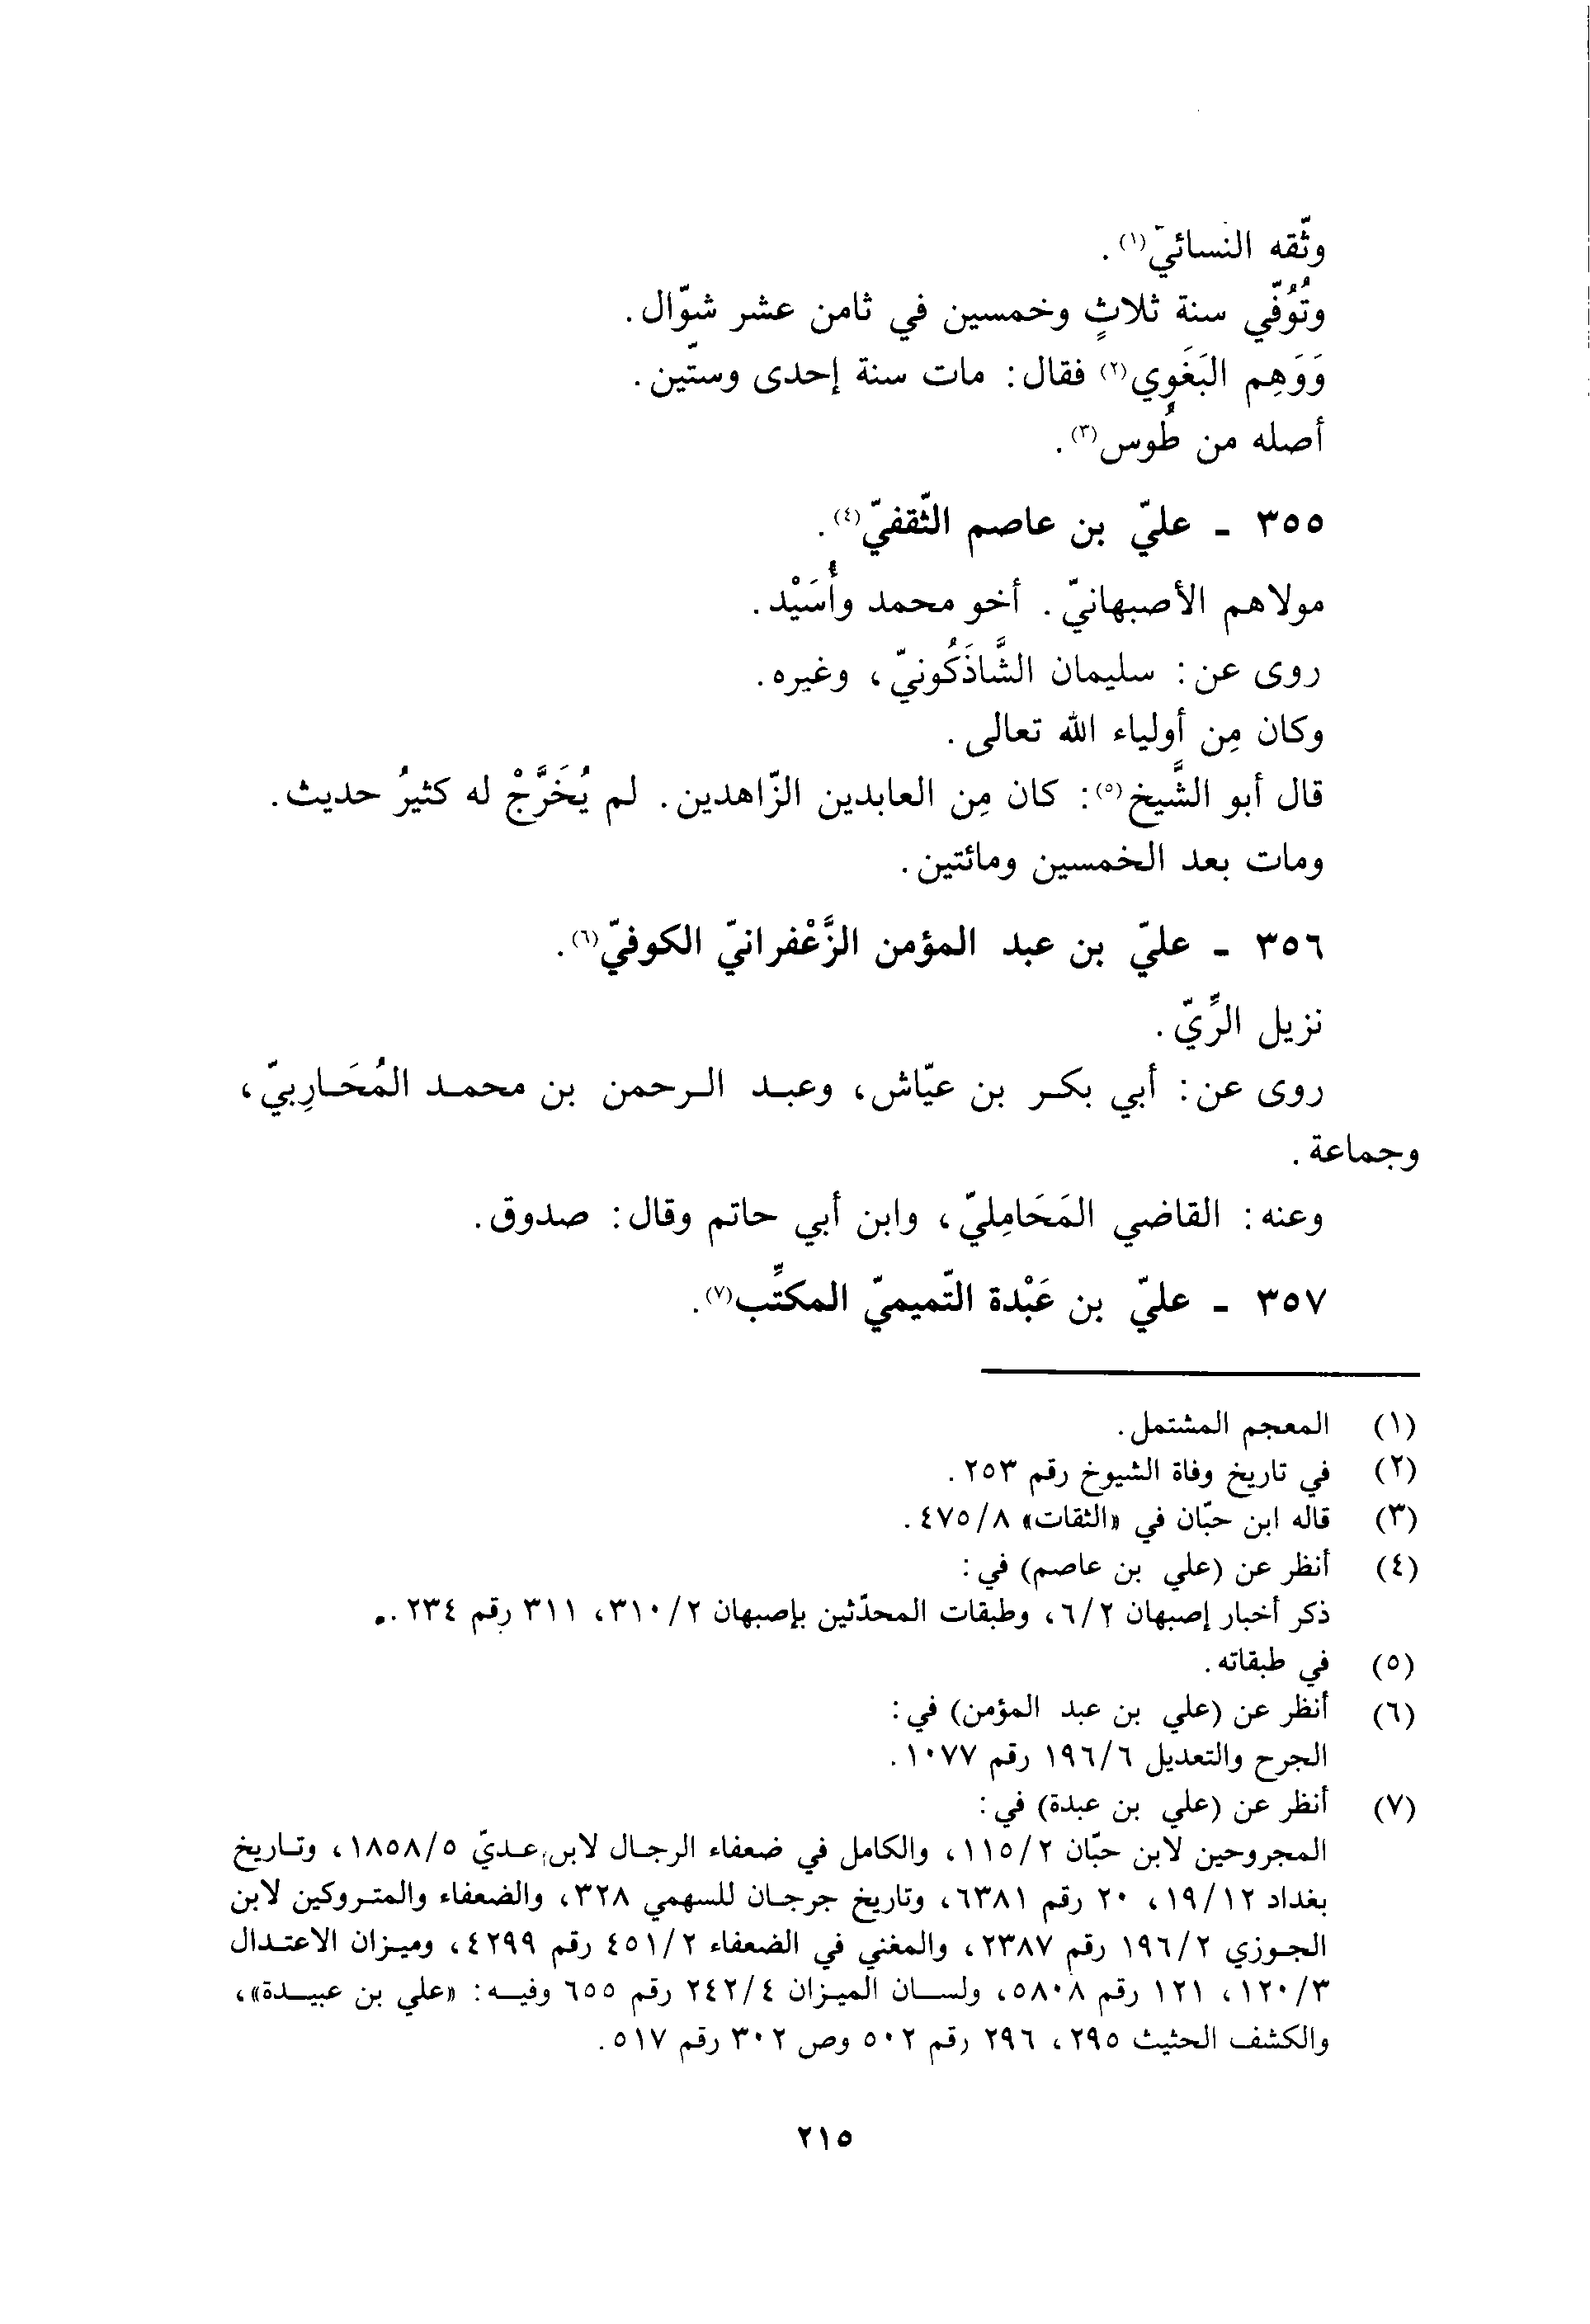 وثّقه النسائيّ(١).
وتُوُفّي سنة ثلاثٍ وخمسين في ثامن عشر شوّال.
وَوَهِم البَغَوِي(٢) فقال: مات سنة إحدى وستّين.
أصله من طُوس(٣).
٣٥٥ - عليّ بن عاصم الثّقفيّ(٤).
مولاهم الأصبهانيّ. أخو محمد وأُسَيْد.
روى عن: سليمان الشَّاذَكُونيّ، وغيره.
وكان مِن أولياء الله تعالى.
قال أبو الشَّيخ(٥): كان مِن العابدين الزّاهدين. لم يُخَرَّجْ له كثيرُ حديث.
ومات بعد الخمسين ومائتين.
٣٥٦ - عليّ بن عبد المؤمن الزَّعْفرانيّ الكوفيّ(٦).
نزيل الرِّيّ.
روى عن: أبي بكر بن عيّاش، وعبد الرحمن بن محمد المُحَارِبيّ،
وجماعة.
وعنه: القاضي المَحَامِليّ، وابن أبي حاتم وقال: صدوق.
٣٥٧ - عليّ بن عَبْدة التّميميّ المكتِّب(٧).
(١) المعجم المشتمل.
(٢) في تاريخ وفاة الشيوخ رقم ٢٥٣.
(٣) قاله ابن حبّان في «الثقات» ٤٧٥/٨.
(٤) أنظر عن (علي بن عاصم) في:
ذكر أخبار إصبهان ٦/٢، وطبقات المحدّثين بإصبهان ٣١٠/٢، ٣١١ رقم ٢٣٤.
(٥) في طبقاته.
(٦) أنظر عن (علي بن عبد المؤمن) في:
الجرح والتعديل ١٩٦/٦ رقم ١٠٧٧.
(٧) أنظر عن (علي بن عبدة) في:
المجروحين لابن حبّان ١١٥/٢، والكامل في ضعفاء الرجال لابن عديّ ١٨٥٨/٥، وتاريخ
بغداد ١٩/١٢، ٢٠ رقم ٦٣٨١، وتاريخ جرجان للسهمي ٣٢٨، والضعفاء والمتروكين لابن
الجوزي ١٩٦/٢ رقم ٢٣٨٧، والمغني في الضعفاء ٤٥١/٢ رقم ٤٢٩٩، وميزان الاعتدال
١٢٠/٣، ١٢١ رقم ٥٨٠٨، ولسان الميزان ٢٤٢/٤ رقم ٦٥٥ وفيه: «علي بن عبيدة»،
والكشف الحثيث ٢٩٥، ٢٩٦ رقم ٥٠٢ وص ٣٠٢ رقم ٥١٧.
٢١٥